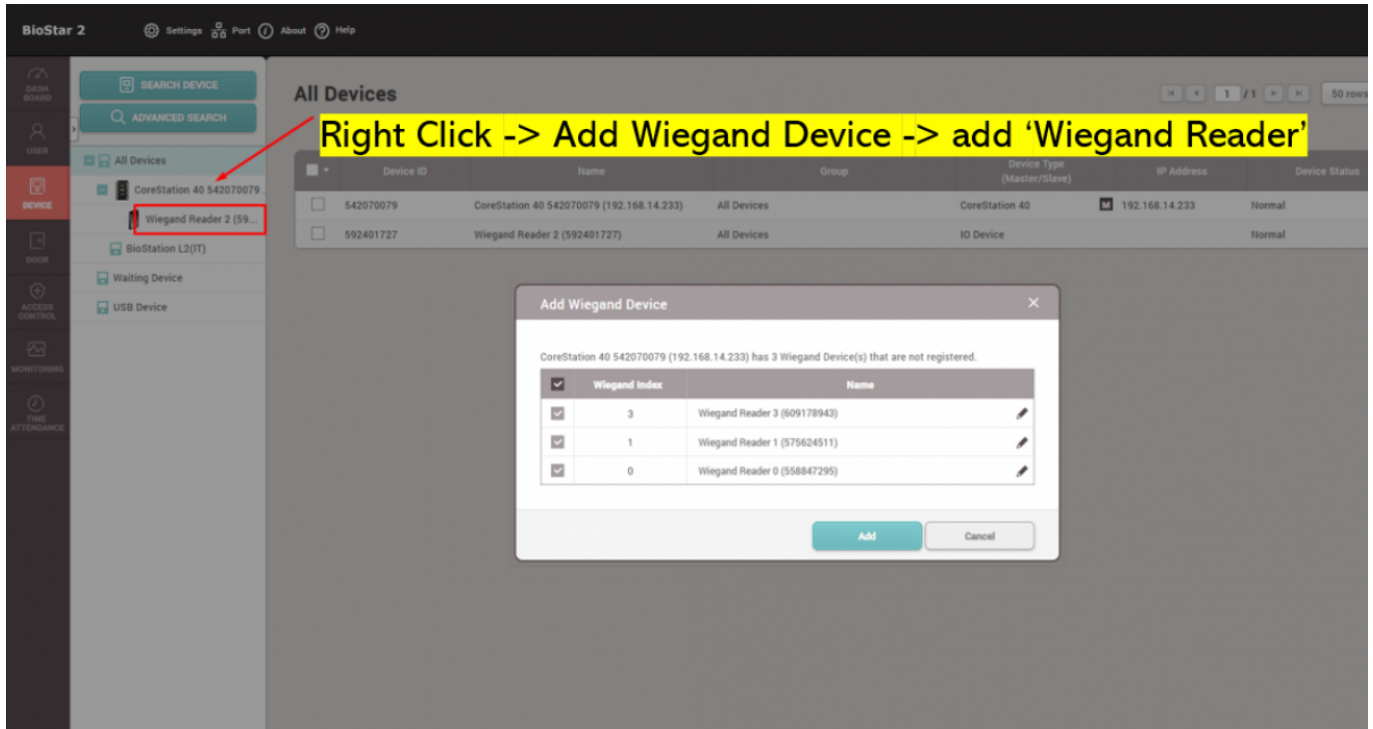 BioStar 2 Settings Port About Help
DASH
BOARD
USER
DEVICE
DOOR
ACCESS
CONTROL
MONITORING
TIME
ATTENDANCE
SEARCH DEVICE
ADVANCED SEARCH
All Devices
CoreStation 40 542070079 .
Wiegand Reader 2 (59...
BioStation L2(IT)
Waiting Device
USB Device
All Devices
1 / 1 50 rows
Right Click -> Add Wiegand Device -> add ‘Wiegand Reader’
Device ID Name Group Device Type (Master/Slave) IP Address Device Status
542070079 CoreStation 40 542070079 (192.168.14.233) All Devices CoreStation 40 M 192.168.14.233 Normal
592401727 Wiegand Reader 2 (592401727) All Devices IO Device Normal
Add Wiegand Device
CoreStation 40 542070079 (192.168.14.233) has 3 Wiegand Device(s) that are not registered.
Wiegand Index Name
3 Wiegand Reader 3 (609178943)
1 Wiegand Reader 1 (575624511)
0 Wiegand Reader 0 (558847295)
Add Cancel